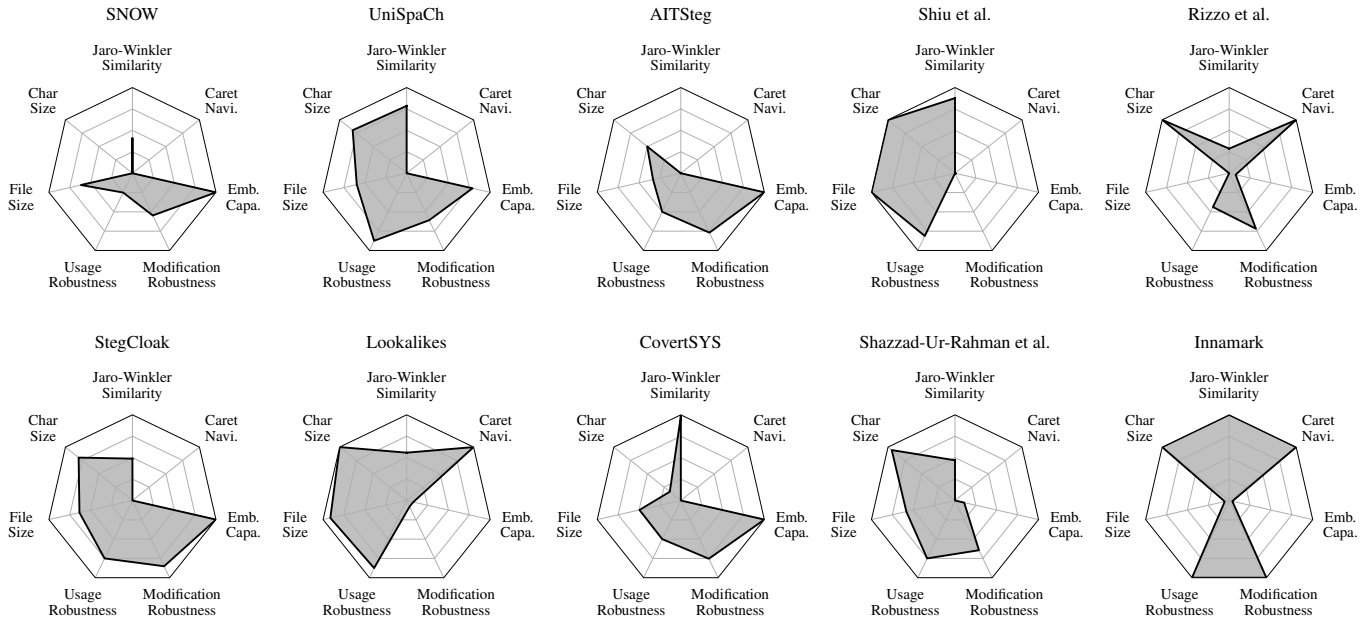 SNOW
Jaro-Winkler
Similarity
Caret
Navi.
Emb.
Capa.
Modification
Robustness
Usage
Robustness
File
Size
Char
Size
UniSpaCh
Jaro-Winkler
Similarity
Caret
Navi.
Emb.
Capa.
Modification
Robustness
Usage
Robustness
File
Size
Char
Size
AITSteg
Jaro-Winkler
Similarity
Caret
Navi.
Emb.
Capa.
Modification
Robustness
Usage
Robustness
File
Size
Char
Size
Shiu et al.
Jaro-Winkler
Similarity
Caret
Navi.
Emb.
Capa.
Modification
Robustness
Usage
Robustness
File
Size
Char
Size
Rizzo et al.
Jaro-Winkler
Similarity
Caret
Navi.
Emb.
Capa.
Modification
Robustness
Usage
Robustness
File
Size
Char
Size
StegCloak
Jaro-Winkler
Similarity
Caret
Navi.
Emb.
Capa.
Modification
Robustness
Usage
Robustness
File
Size
Char
Size
Lookalikes
Jaro-Winkler
Similarity
Caret
Navi.
Emb.
Capa.
Modification
Robustness
Usage
Robustness
File
Size
Char
Size
CovertSYS
Jaro-Winkler
Similarity
Caret
Navi.
Emb.
Capa.
Modification
Robustness
Usage
Robustness
File
Size
Char
Size
Shazzad-Ur-Rahman et al.
Jaro-Winkler
Similarity
Caret
Navi.
Emb.
Capa.
Modification
Robustness
Usage
Robustness
File
Size
Char
Size
Innamark
Jaro-Winkler
Similarity
Caret
Navi.
Emb.
Capa.
Modification
Robustness
Usage
Robustness
File
Size
Char
Size